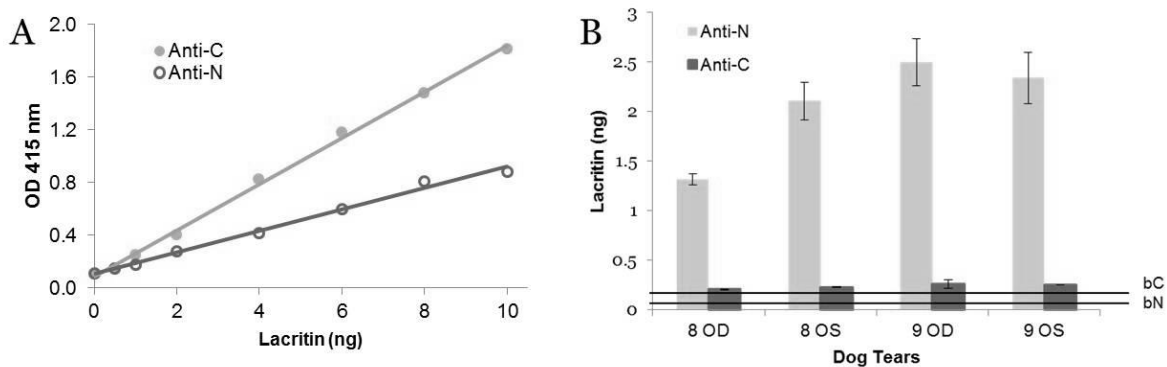 A
Anti-C
Anti-N
2.0
1.6
1.2
0.8
0.4
0.0
OD 415 nm
0 2 4 6 8 10
Lacritin (ng)
B
Anti-N
Anti-C
3
2.5
2
1.5
1
0.5
0
Lacritin (ng)
bC
bN
8 OD 8 OS 9 OD 9 OS
Dog Tears